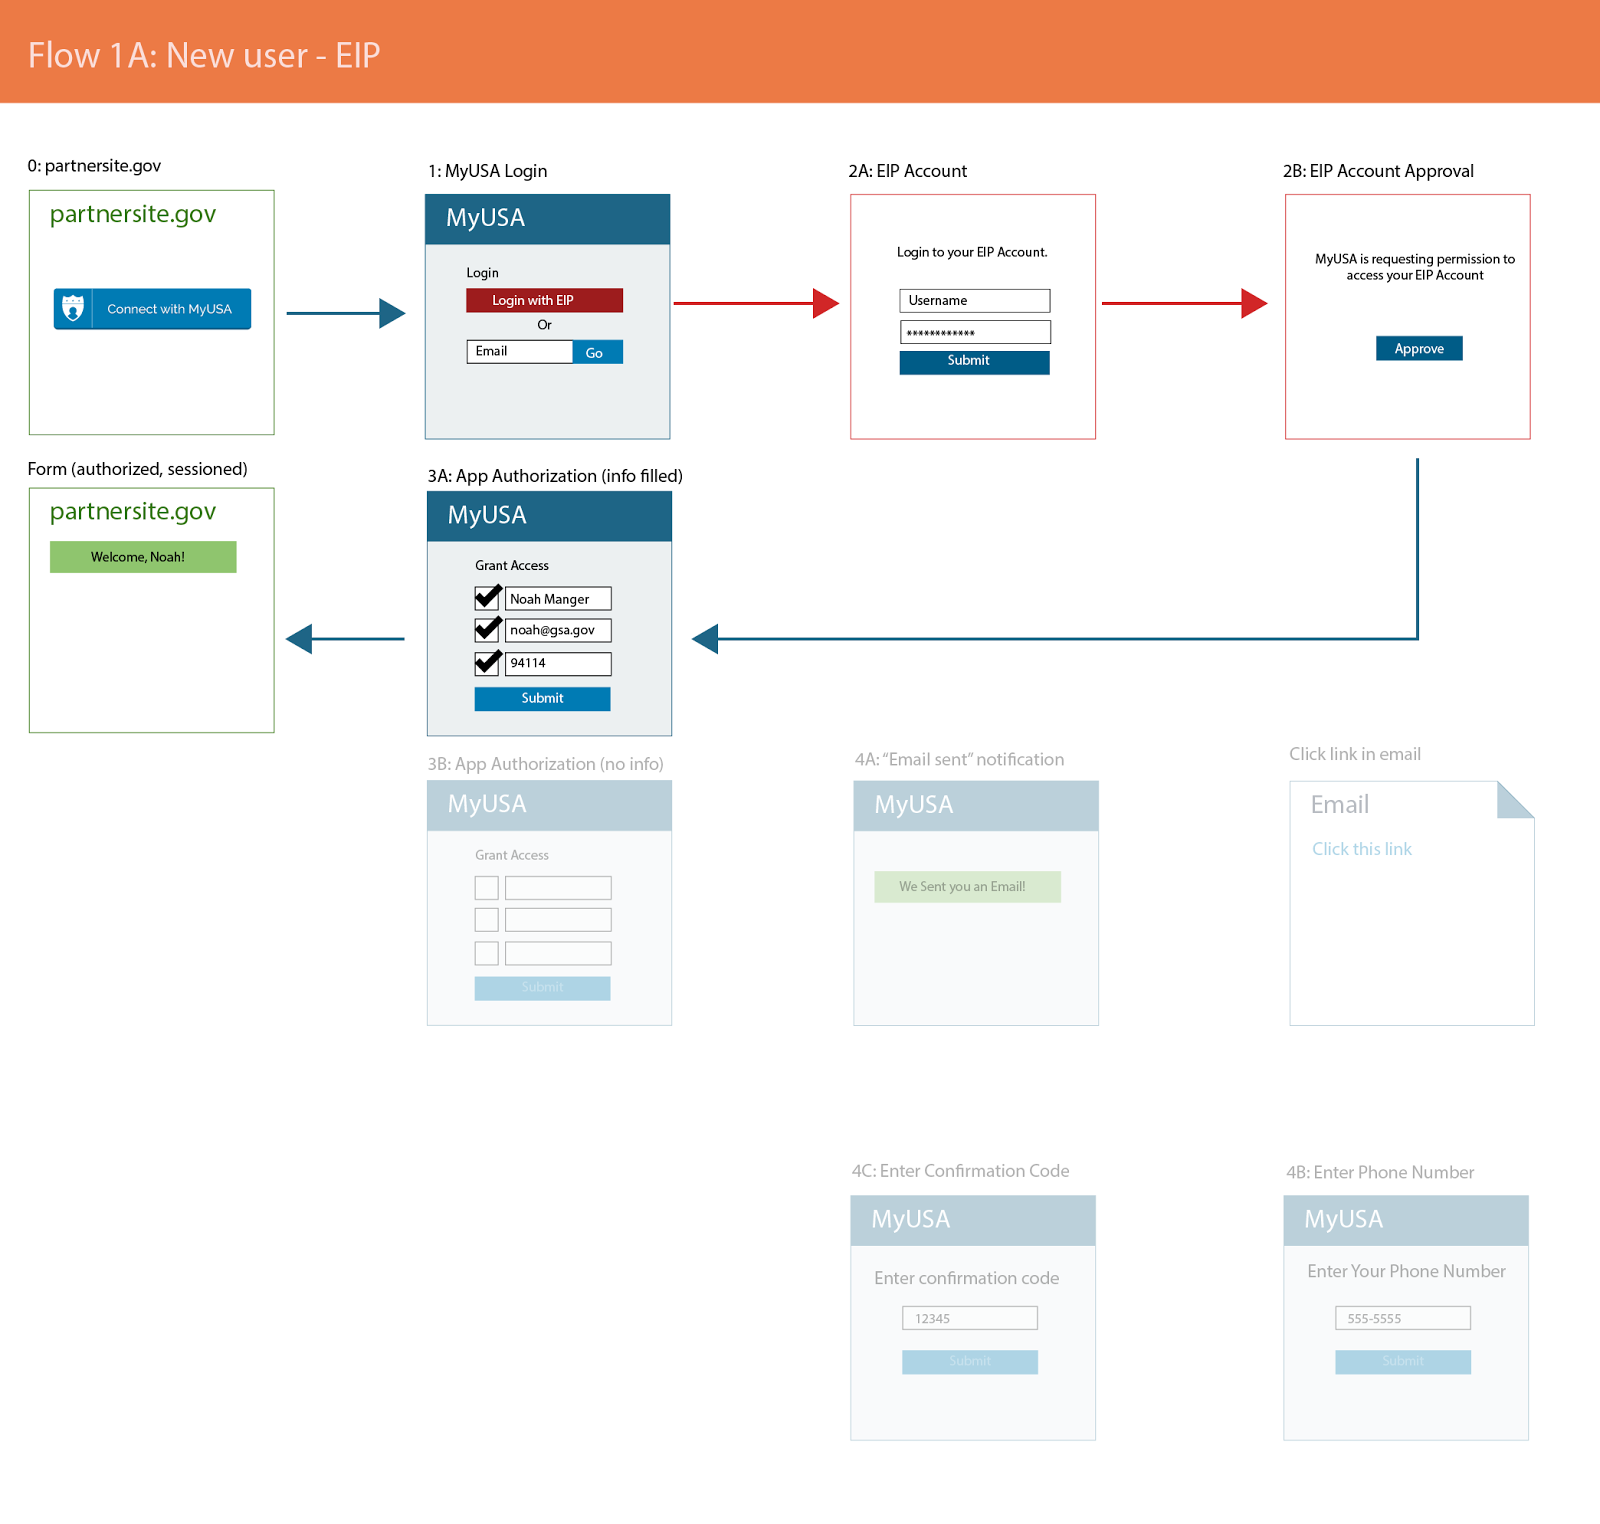 Flow 1A: New user - EIP
0: partnersite.gov
partnersite.gov
Connect with MyUSA
1: MyUSA Login
MyUSA
Login
Login with EIP
Or
Email
Go
2A: EIP Account
Login to your EIP Account.
Username
************
Submit
2B: EIP Account Approval
MyUSA is requesting permission to
access your EIP Account
Approve
Form (authorized, sessioned)
partnersite.gov
Welcome, Noah!
3A: App Authorization (info filled)
MyUSA
Grant Access
Noah Manger
noah@gsa.gov
94114
Submit
3B: App Authorization (no info)
MyUSA
Grant Access
Submit
4A: “Email sent” notification
MyUSA
We Sent you an Email!
Click link in email
Email
Click this link
4C: Enter Confirmation Code
MyUSA
Enter confirmation code
12345
Submit
4B: Enter Phone Number
MyUSA
Enter Your Phone Number
555-5555
Submit